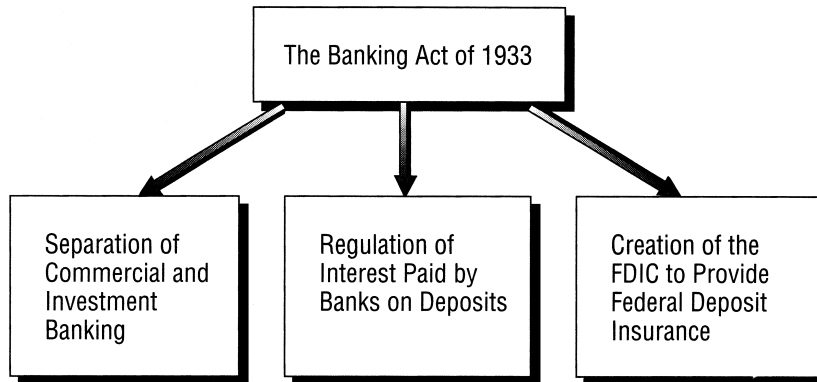 The Banking Act of 1933
Separation of
Commercial and
Investment
Banking
Regulation of
Interest Paid by
Banks on Deposits
Creation of the
FDIC to Provide
Federal Deposit
Insurance